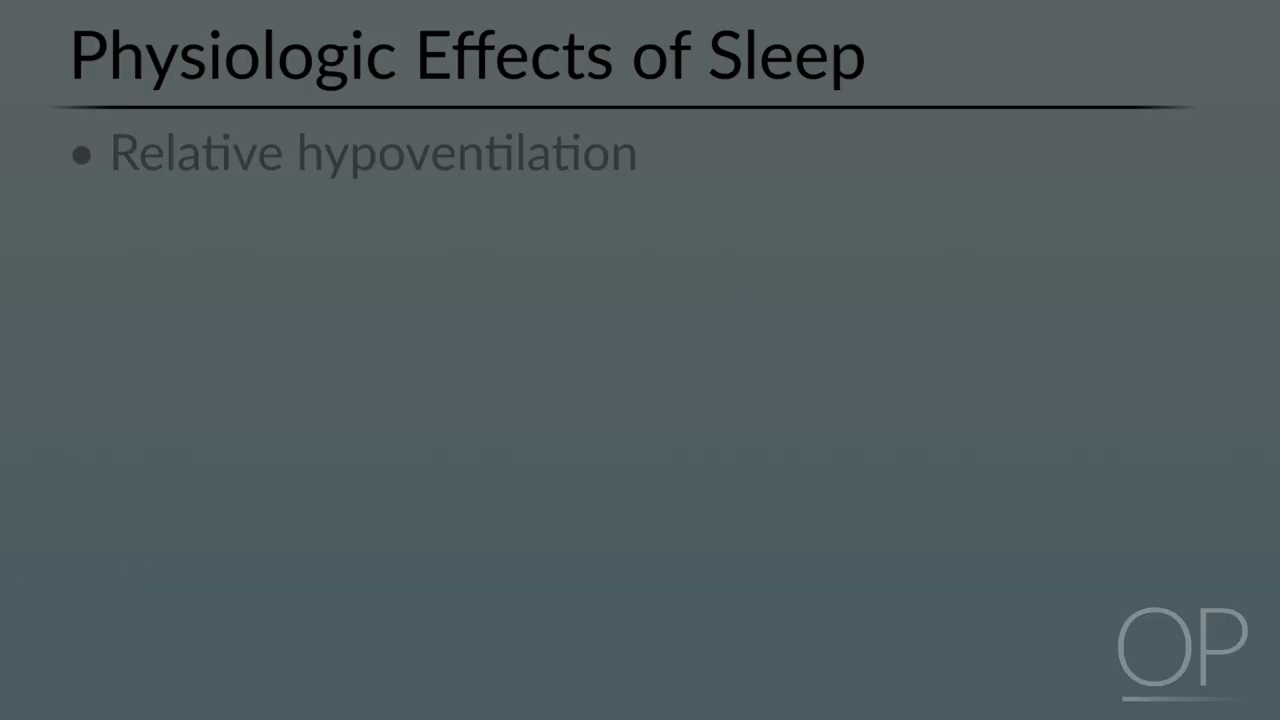 Physiologic Effects of Sleep
• Relative hypoventilation
OP